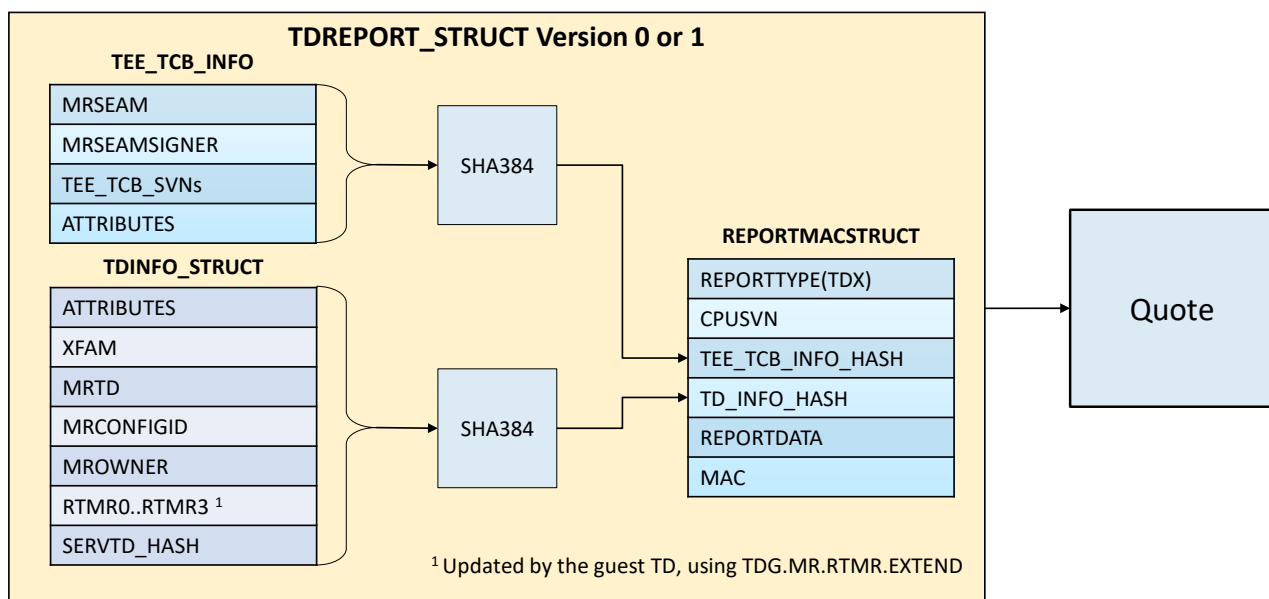 TDREPORT_STRUCT Version 0 or 1
TEE_TCB_INFO
MRSEAM
MRSEAMSIGNER
TEE_TCB_SVNs
ATTRIBUTES
SHA384
TDINFO_STRUCT
ATTRIBUTES
XFAM
MRTD
MRCONFIGID
MROWNER
RTMR0..RTMR3 ¹
SERVTD_HASH
SHA384
REPORTMACSTRUCT
REPORTTYPE(TDX)
CPUSVN
TEE_TCB_INFO_HASH
TD_INFO_HASH
REPORTDATA
MAC
¹ Updated by the guest TD, using TDG.MR.RTMR.EXTEND
Quote